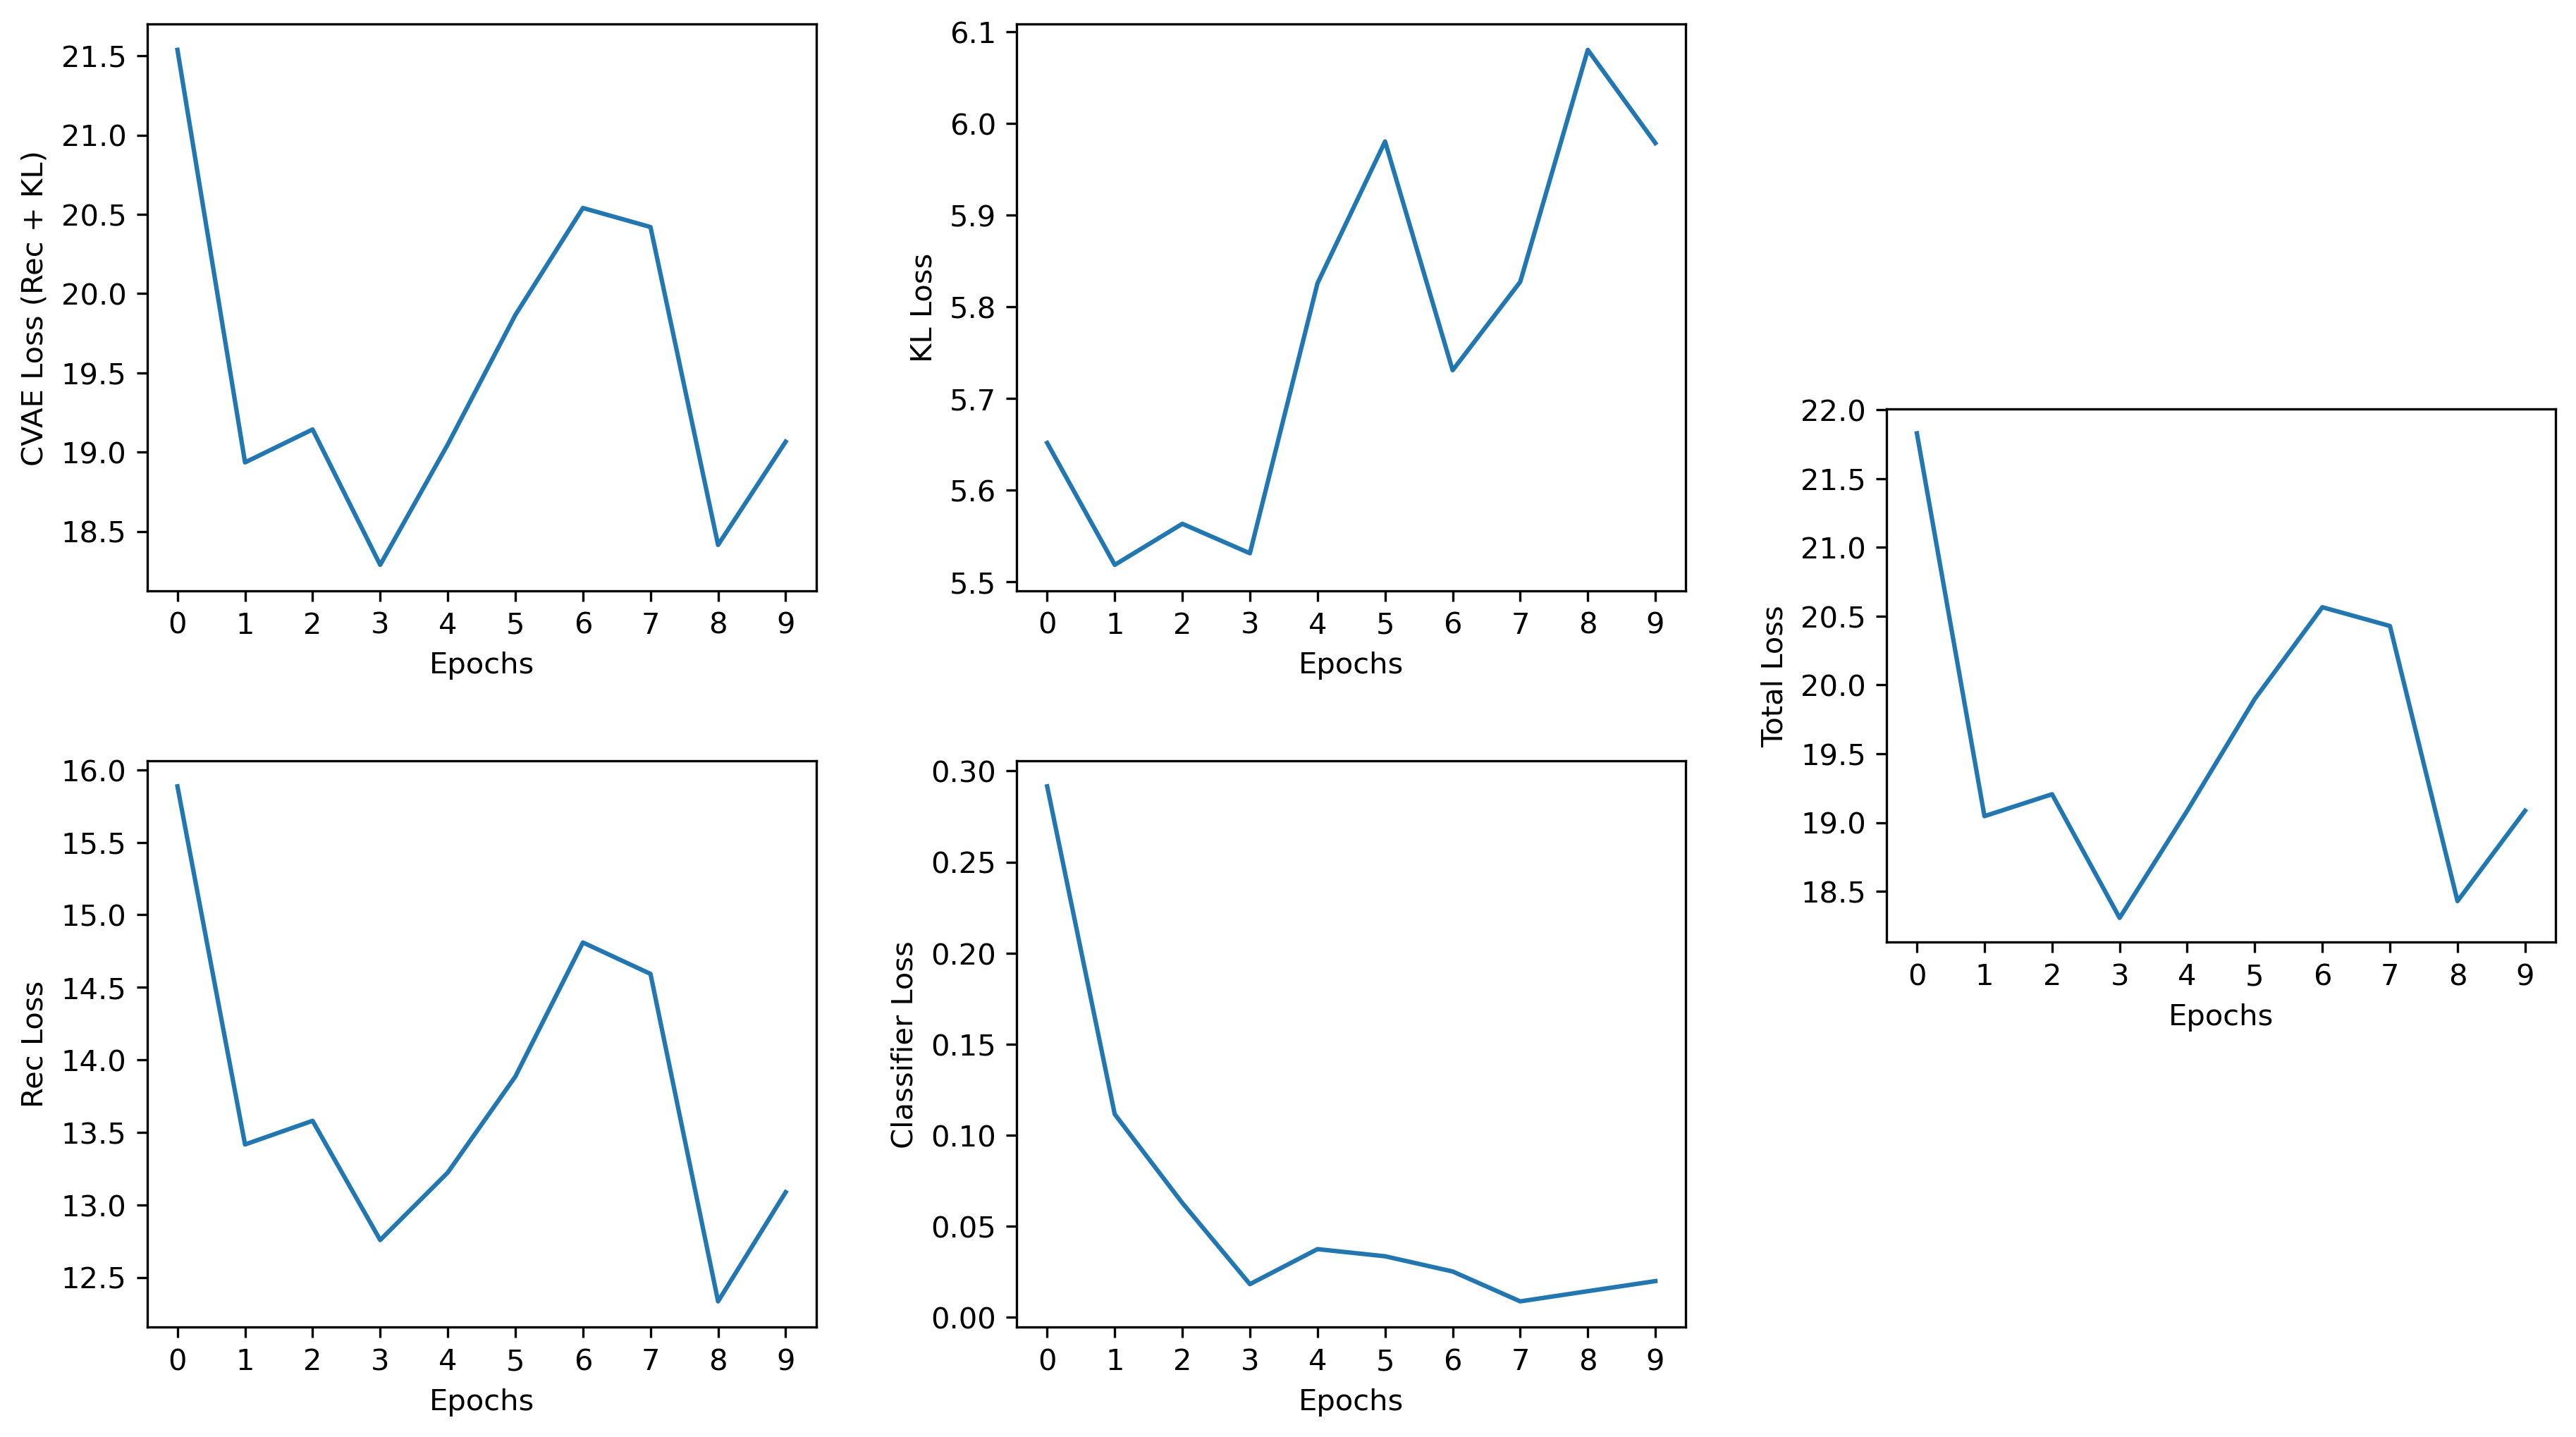 CVAE Loss (Rec + KL)
21.5
21.0
20.5
20.0
19.5
19.0
18.5
0 1 2 3 4 5 6 7 8 9
Epochs
KL Loss
6.1
6.0
5.9
5.8
5.7
5.6
5.5
0 1 2 3 4 5 6 7 8 9
Epochs
Rec Loss
16.0
15.5
15.0
14.5
14.0
13.5
13.0
12.5
0 1 2 3 4 5 6 7 8 9
Epochs
Classifier Loss
0.30
0.25
0.20
0.15
0.10
0.05
0.00
0 1 2 3 4 5 6 7 8 9
Epochs
Total Loss
22.0
21.5
21.0
20.5
20.0
19.5
19.0
18.5
0 1 2 3 4 5 6 7 8 9
Epochs